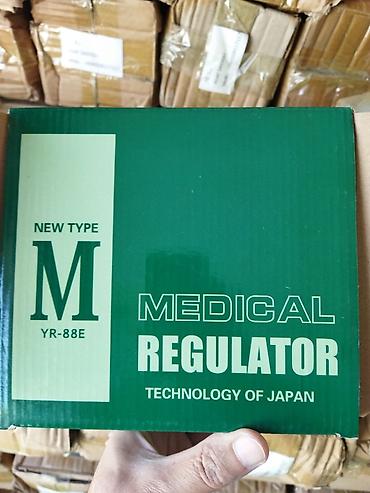 NEW TYPE
M
YR-88E
MEDICAL
REGULATOR
TECHNOLOGY OF JAPAN